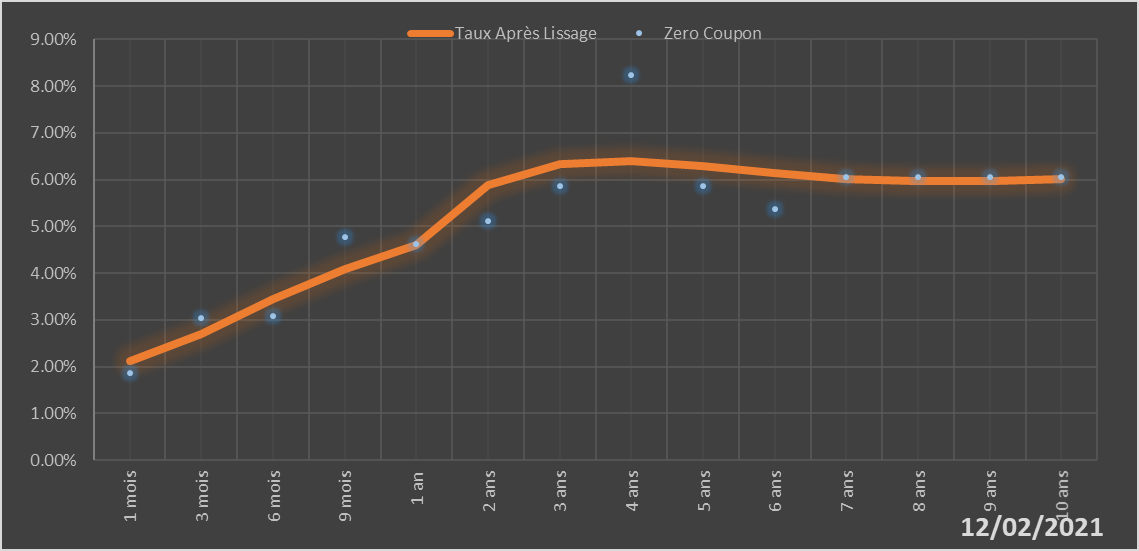 Taux Après Lissage Zero Coupon
9.00%
8.00%
7.00%
6.00%
5.00%
4.00%
3.00%
2.00%
1.00%
0.00%
1 mois
3 mois
6 mois
9 mois
1 an
2 ans
3 ans
4 ans
5 ans
6 ans
7 ans
8 ans
9 ans
10 ans
12/02/2021